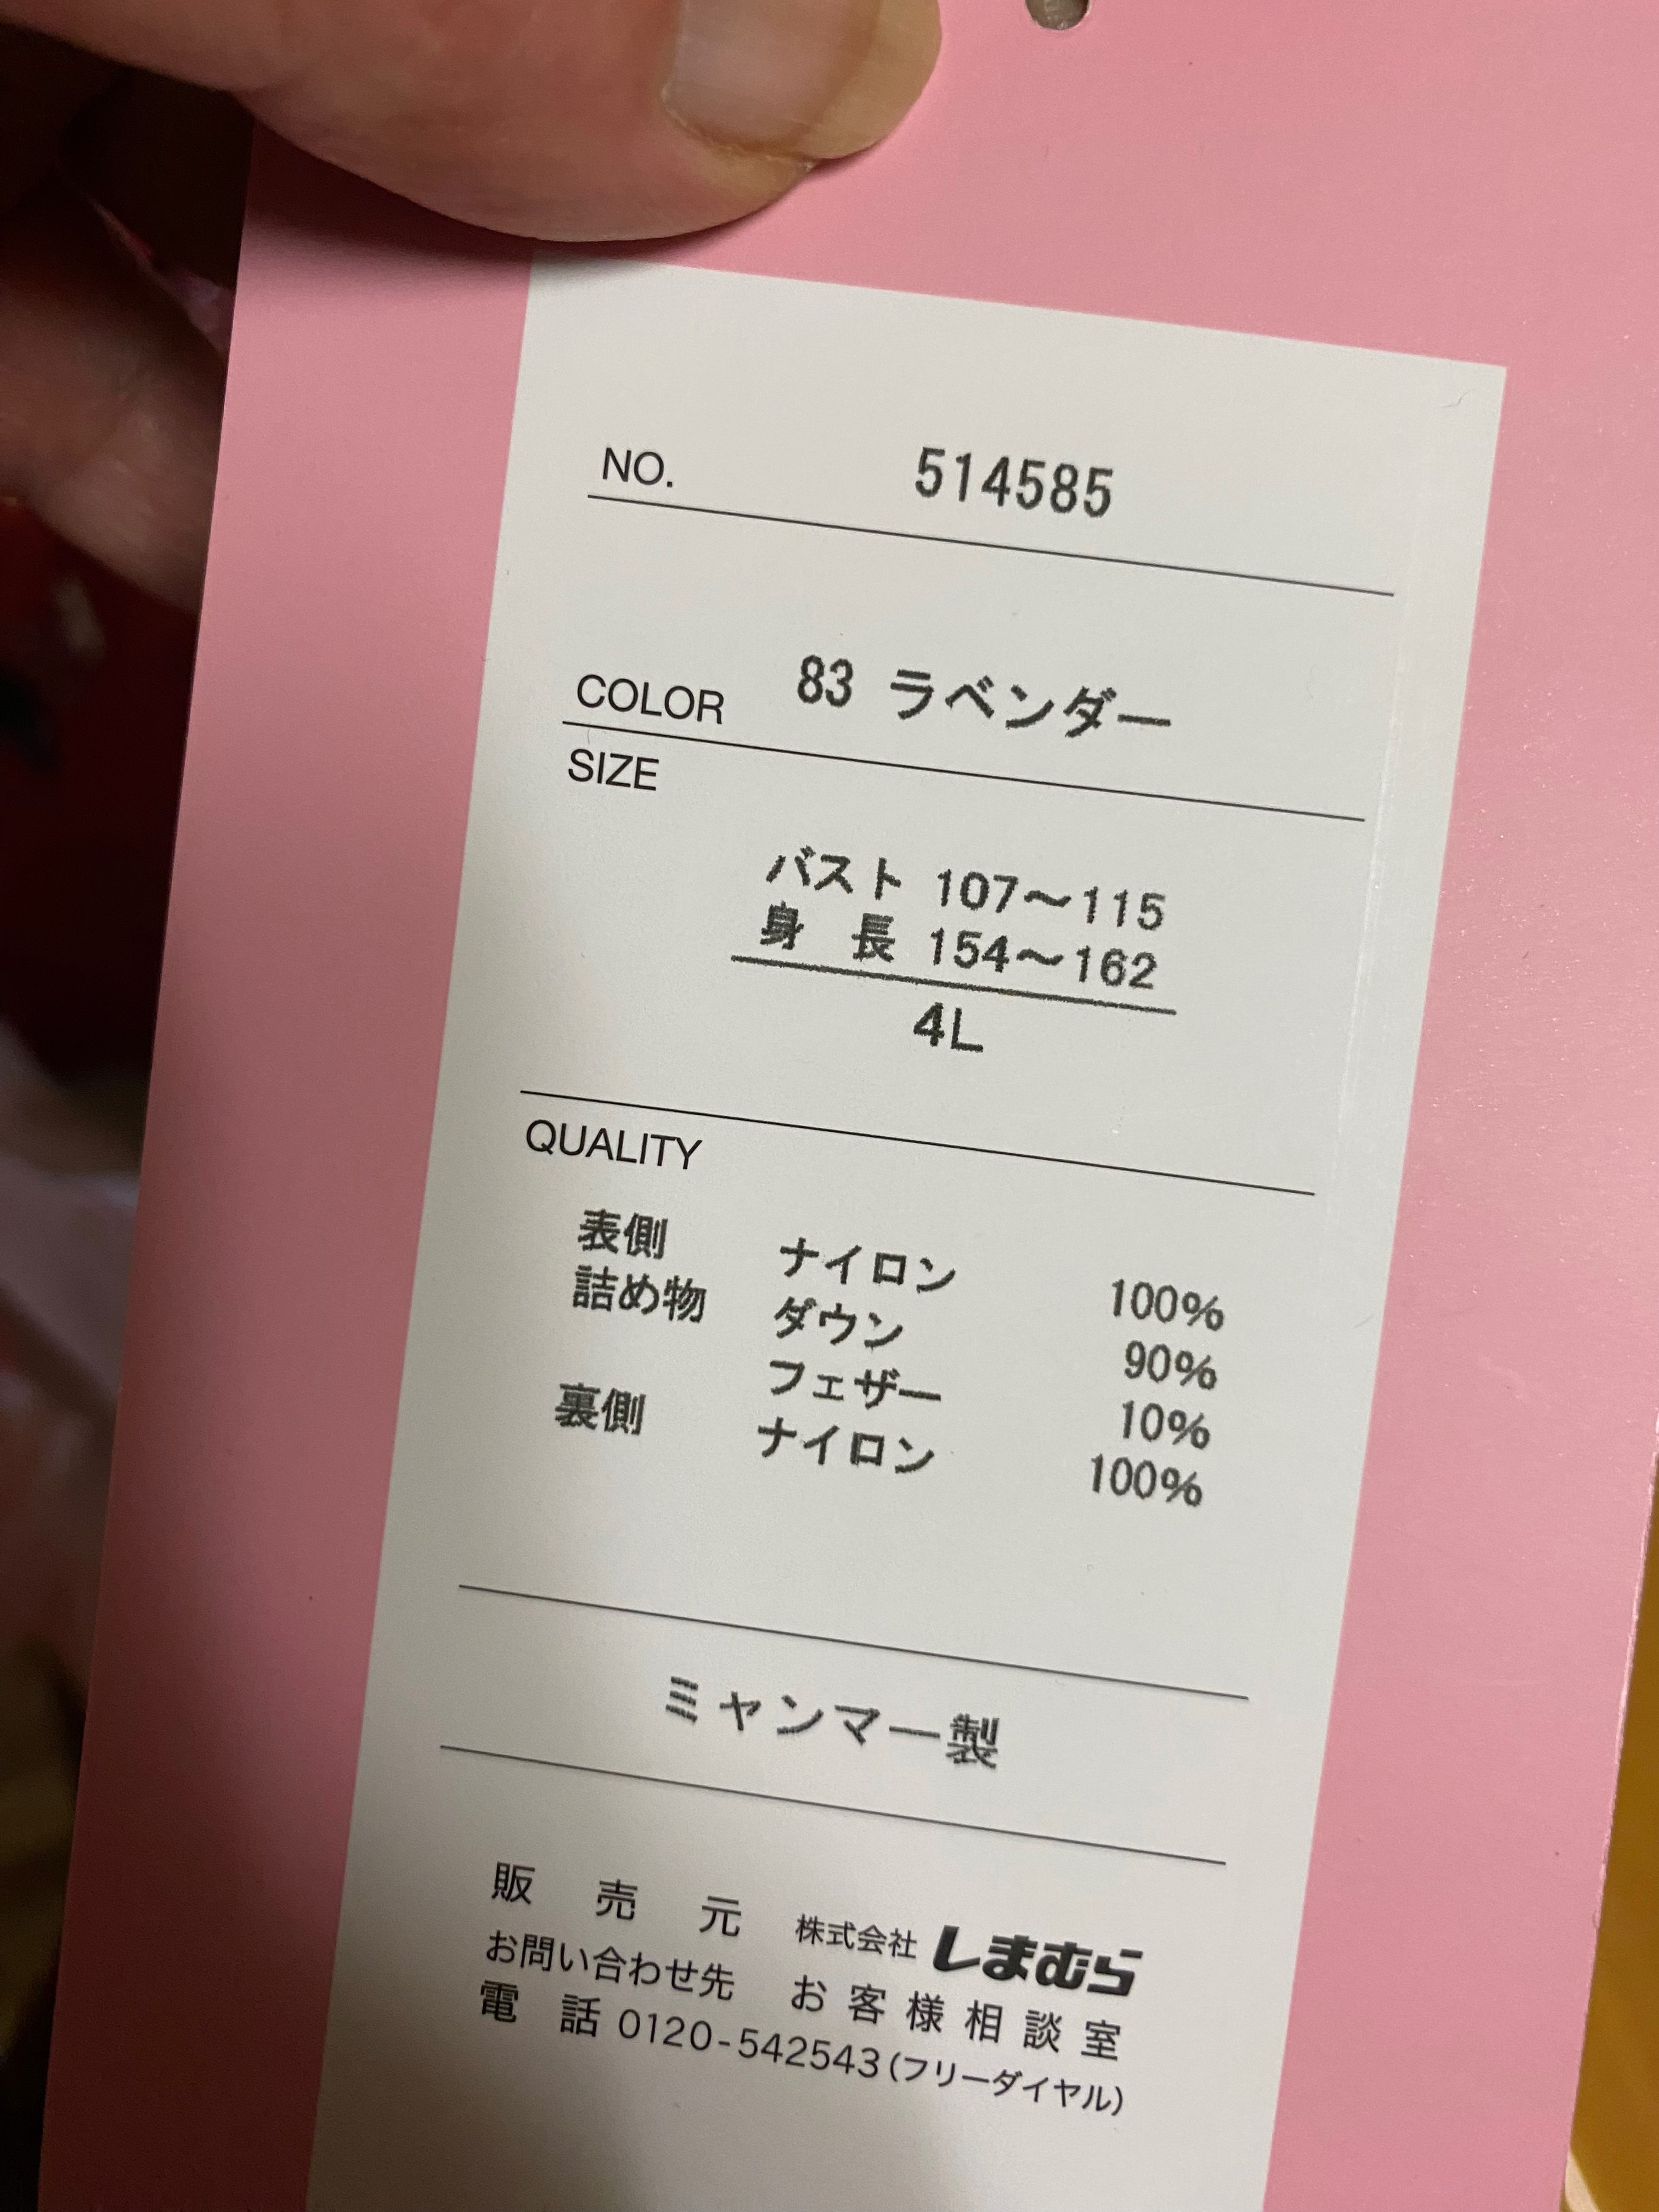 NO. 514585
COLOR 83 ラベンダー
SIZE
バスト 107～115
身 長 154～162
4L
QUALITY
表側 ナイロン 100%
詰め物 ダウン 90%
フェザー 10%
裏側 ナイロン 100%
ミャンマー製
販売元 株式会社 しまむら
お問い合わせ先 お客様相談室
電 話 0120-542543(フリーダイヤル)